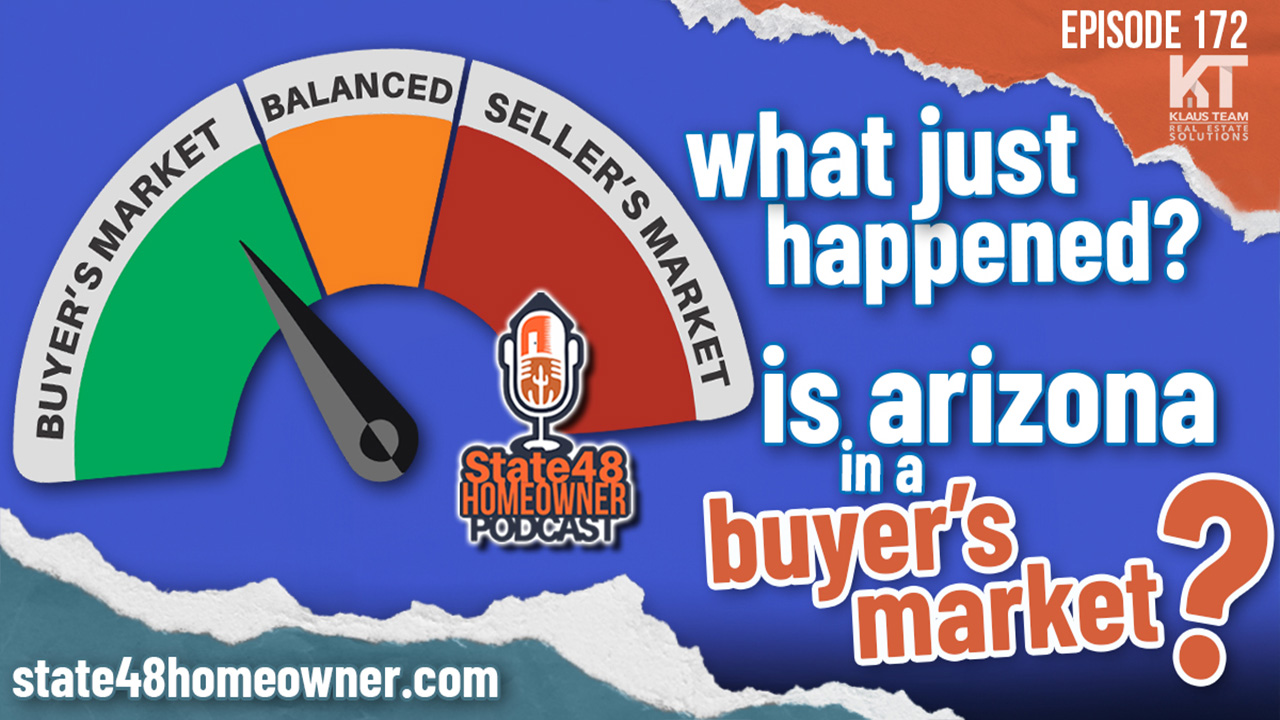 EPISODE 172
KT
KLAUS TEAM
REAL ESTATE
SOLUTIONS
BUYER'S MARKET
BALANCED
SELLER'S MARKET
what just
happened?
is arizona
in a
buyer's
market?
State48
HOMEOWNER
PODCAST
state48homeowner.com